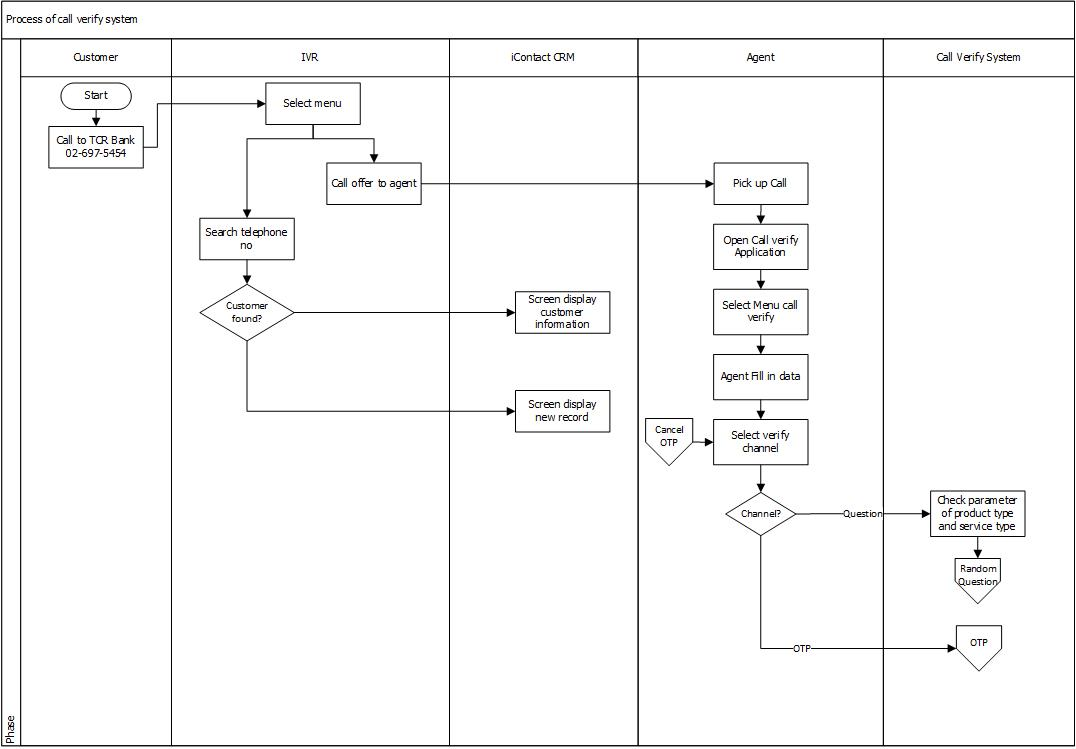 Process of call verify system
Customer
IVR
iContact CRM
Agent
Call Verify System
Start
Call to TCR Bank
02-697-5454
Select menu
Call offer to agent
Search telephone
no
Customer
found?
Screen display
customer
information
Screen display
new record
Pick up Call
Open Call verify
Application
Select Menu call
verify
Agent Fill in data
Cancel
OTP
Select verify
channel
Channel?
Question
Check parameter
of product type
and service type
Random
Question
OTP
OTP
Phase